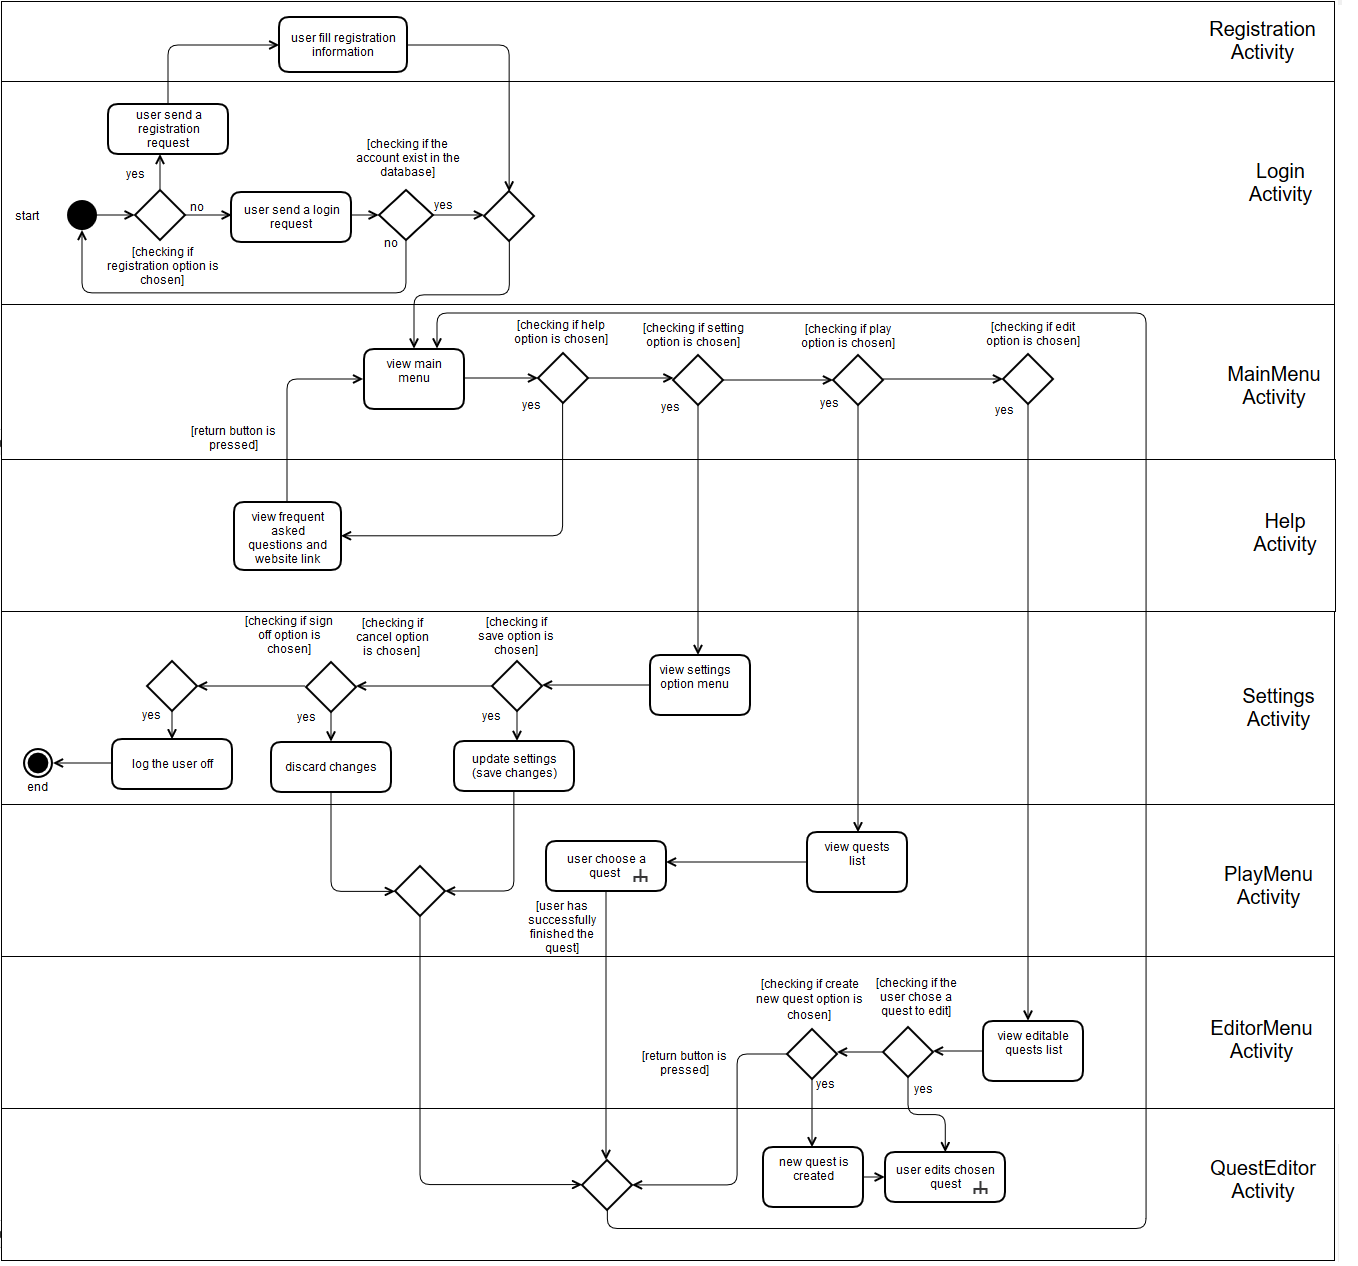 user fill registration
information
Registration
Activity
user send a
registration
request
[checking if the
account exist in the
database]
yes
Login
Activity
start
no
user send a login
request
yes
no
[checking if
registration option is
chosen]
[checking if help
option is chosen]
[checking if setting
option is chosen]
[checking if play
option is chosen]
[checking if edit
option is chosen]
view main
menu
MainMenu
Activity
yes
yes
yes
yes
[return button is
pressed]
view frequent
asked
questions and
website link
Help
Activity
[checking if sign
off option is
chosen]
[checking if
cancel option
is chosen]
[checking if
save option is
chosen]
view settings
option menu
Settings
Activity
yes
yes
yes
log the user off
discard changes
update settings
(save changes)
end
user choose a
quest
view quests
list
PlayMenu
Activity
[user has
successfully
finished the
quest]
[checking if create
new quest option is
chosen]
[checking if the
user chose a
quest to edit]
view editable
quests list
EditorMenu
Activity
[return button is
pressed]
yes
yes
new quest is
created
user edits chosen
quest
QuestEditor
Activity